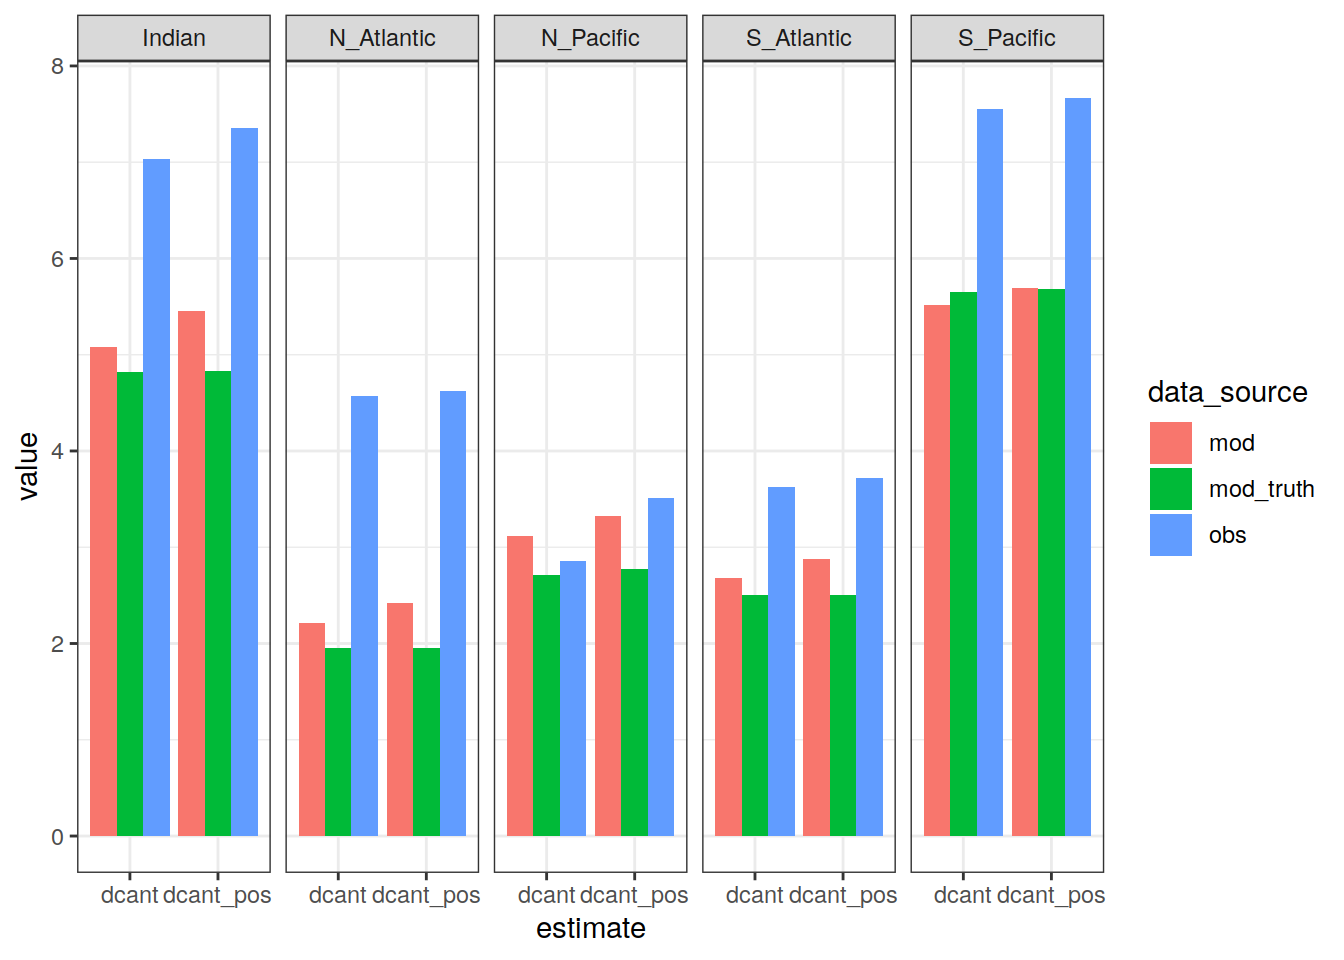 Indian N_Atlantic N_Pacific S_Atlantic S_Pacific
8
6
4
2
0
value
dcant dcant_pos dcant dcant_pos dcant dcant_pos dcant dcant_pos dcant dcant_pos
estimate
data_source
mod
mod_truth
obs